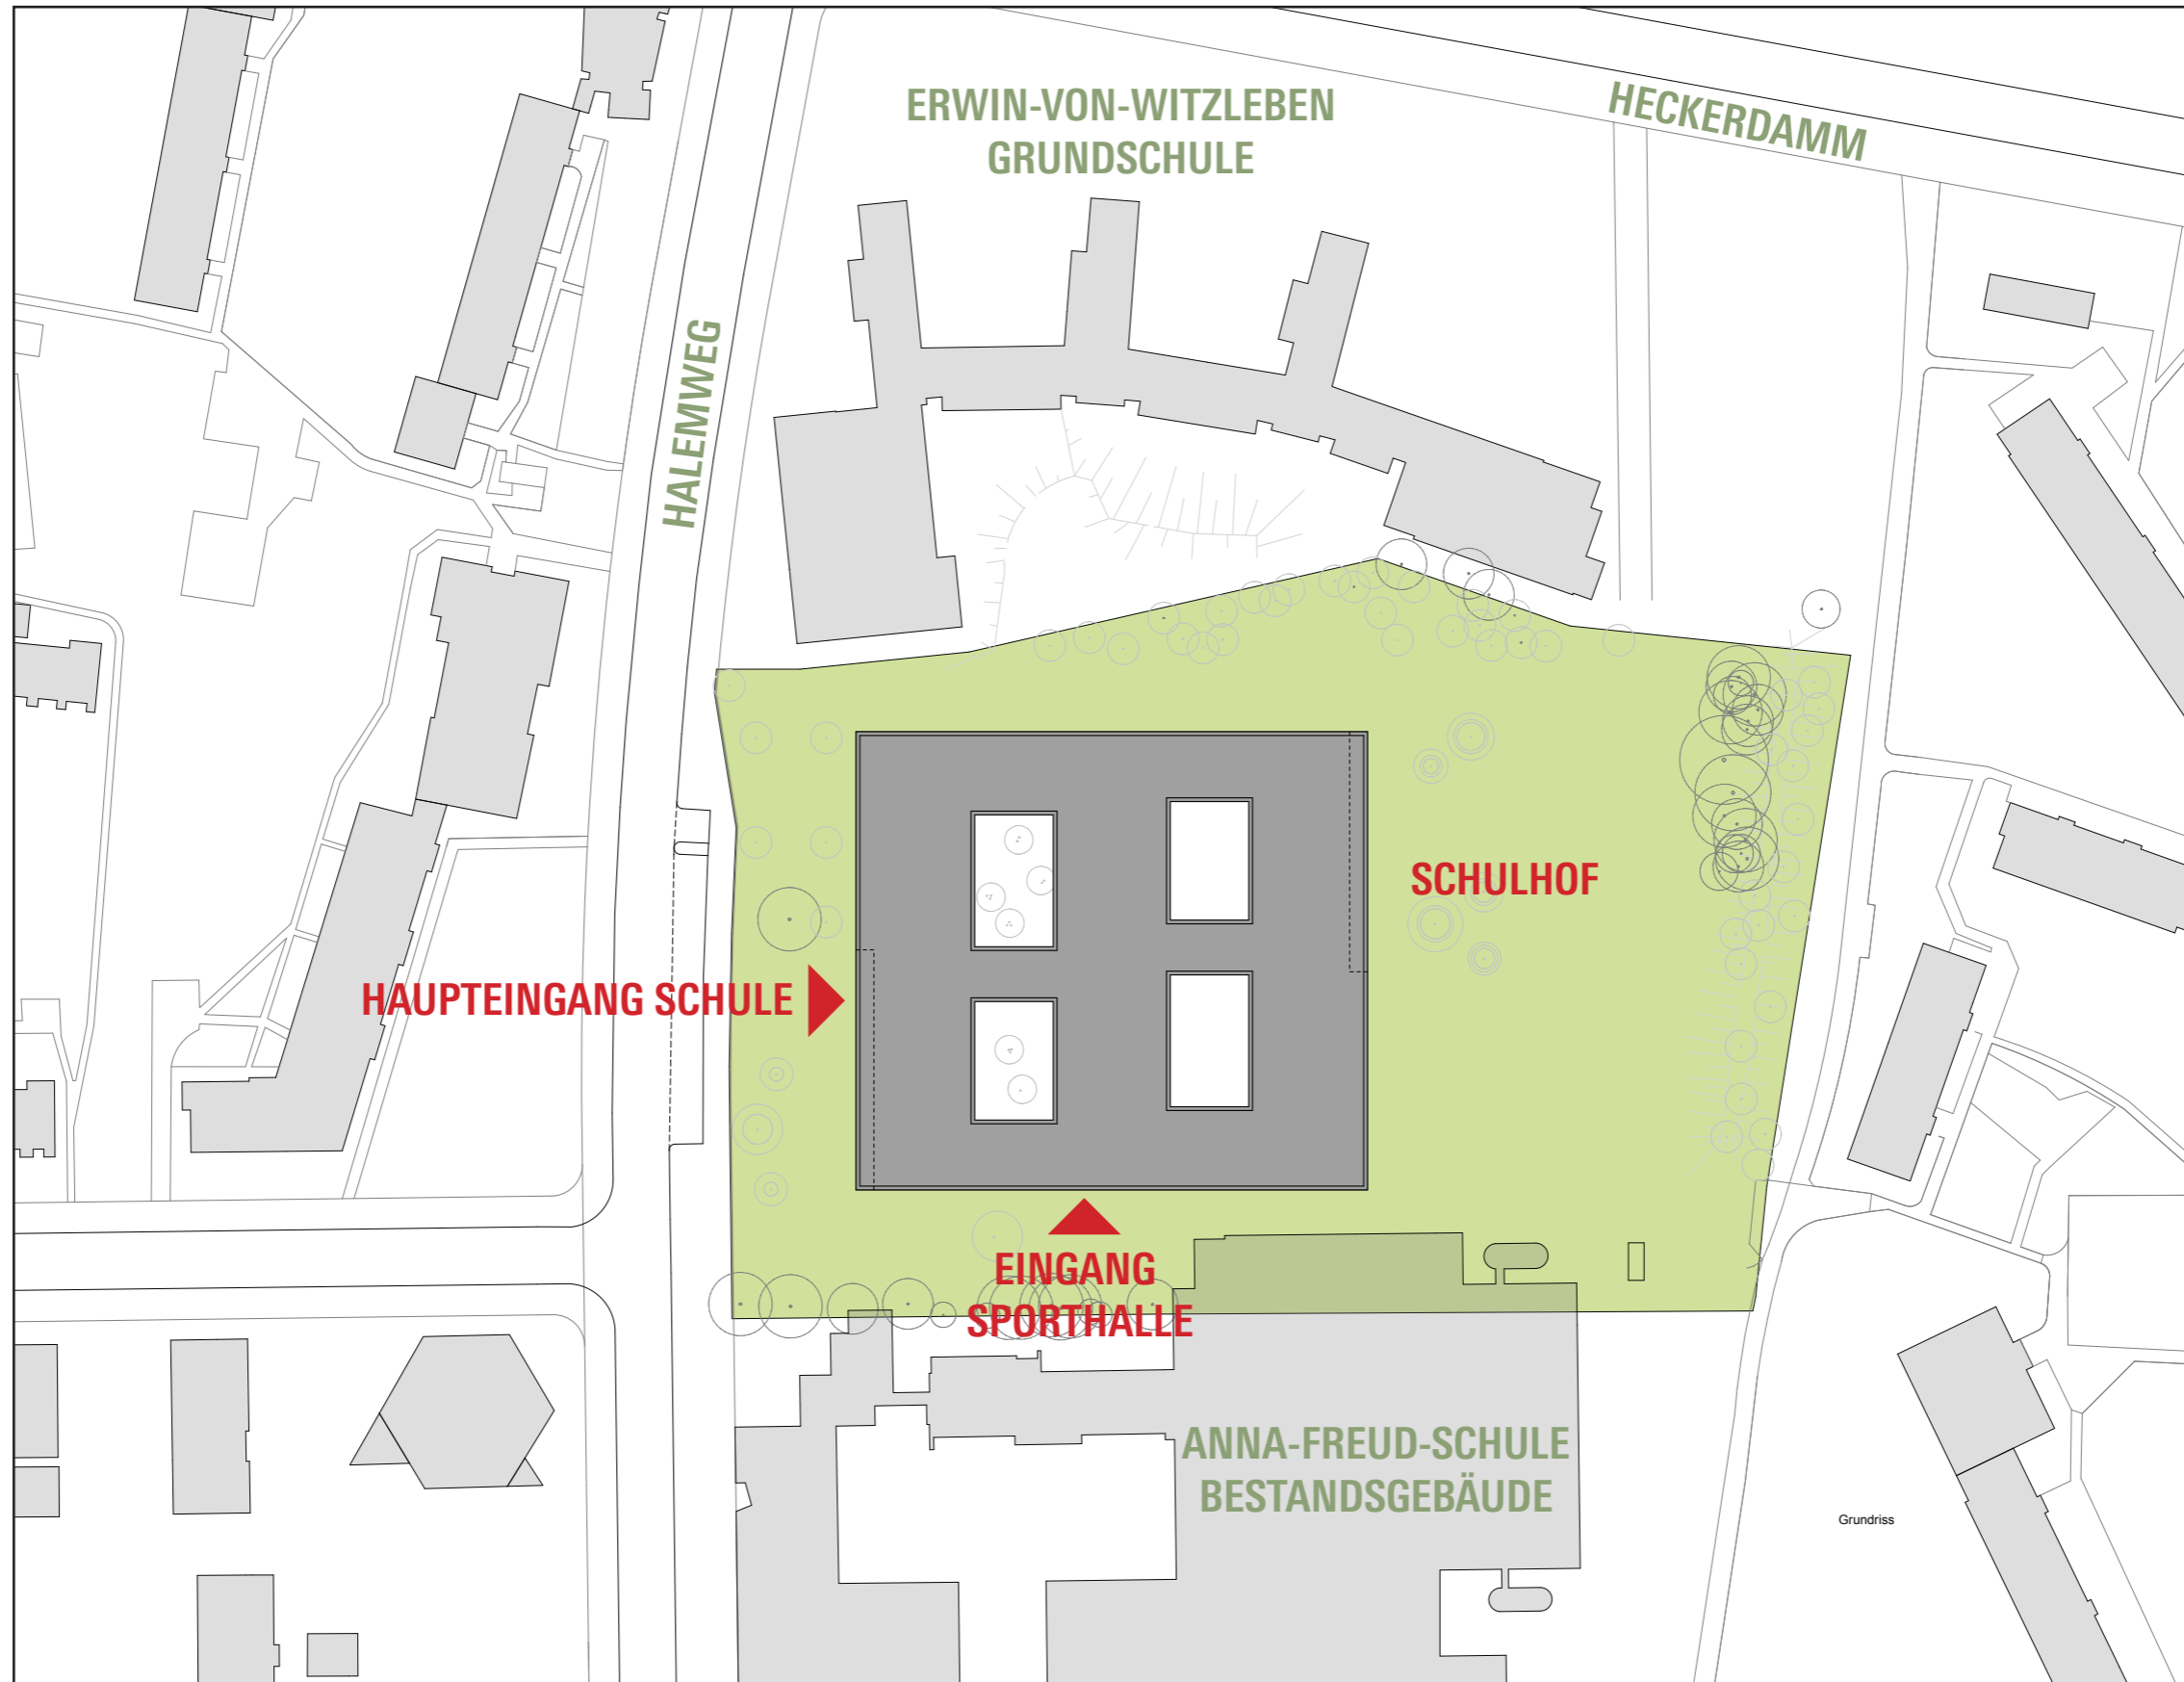 ERWIN-VON-WITZLEBEN
GRUNDSCHULE
HECKERDAMM
HALEMWEG
SCHULHOF
HAUPTEINGANG SCHULE
EINGANG
SPORTHALLE
ANNA-FREUD-SCHULE
BESTANDSGEBÄUDE
Grundriss